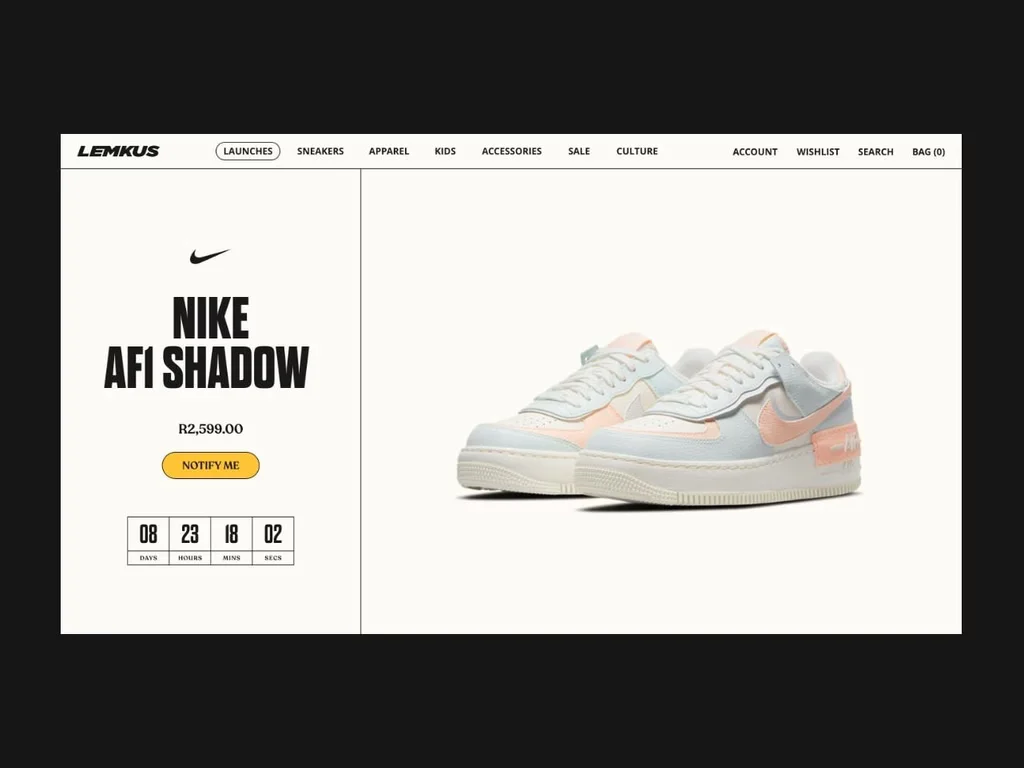 LEMKUS
LAUNCHES SNEAKERS APPAREL KIDS ACCESSORIES SALE CULTURE
ACCOUNT WISHLIST SEARCH BAG (0)
NIKE
AF1 SHADOW
R2,599.00
NOTIFY ME
08 23 18 02
DAYS HOURS MINS SECS